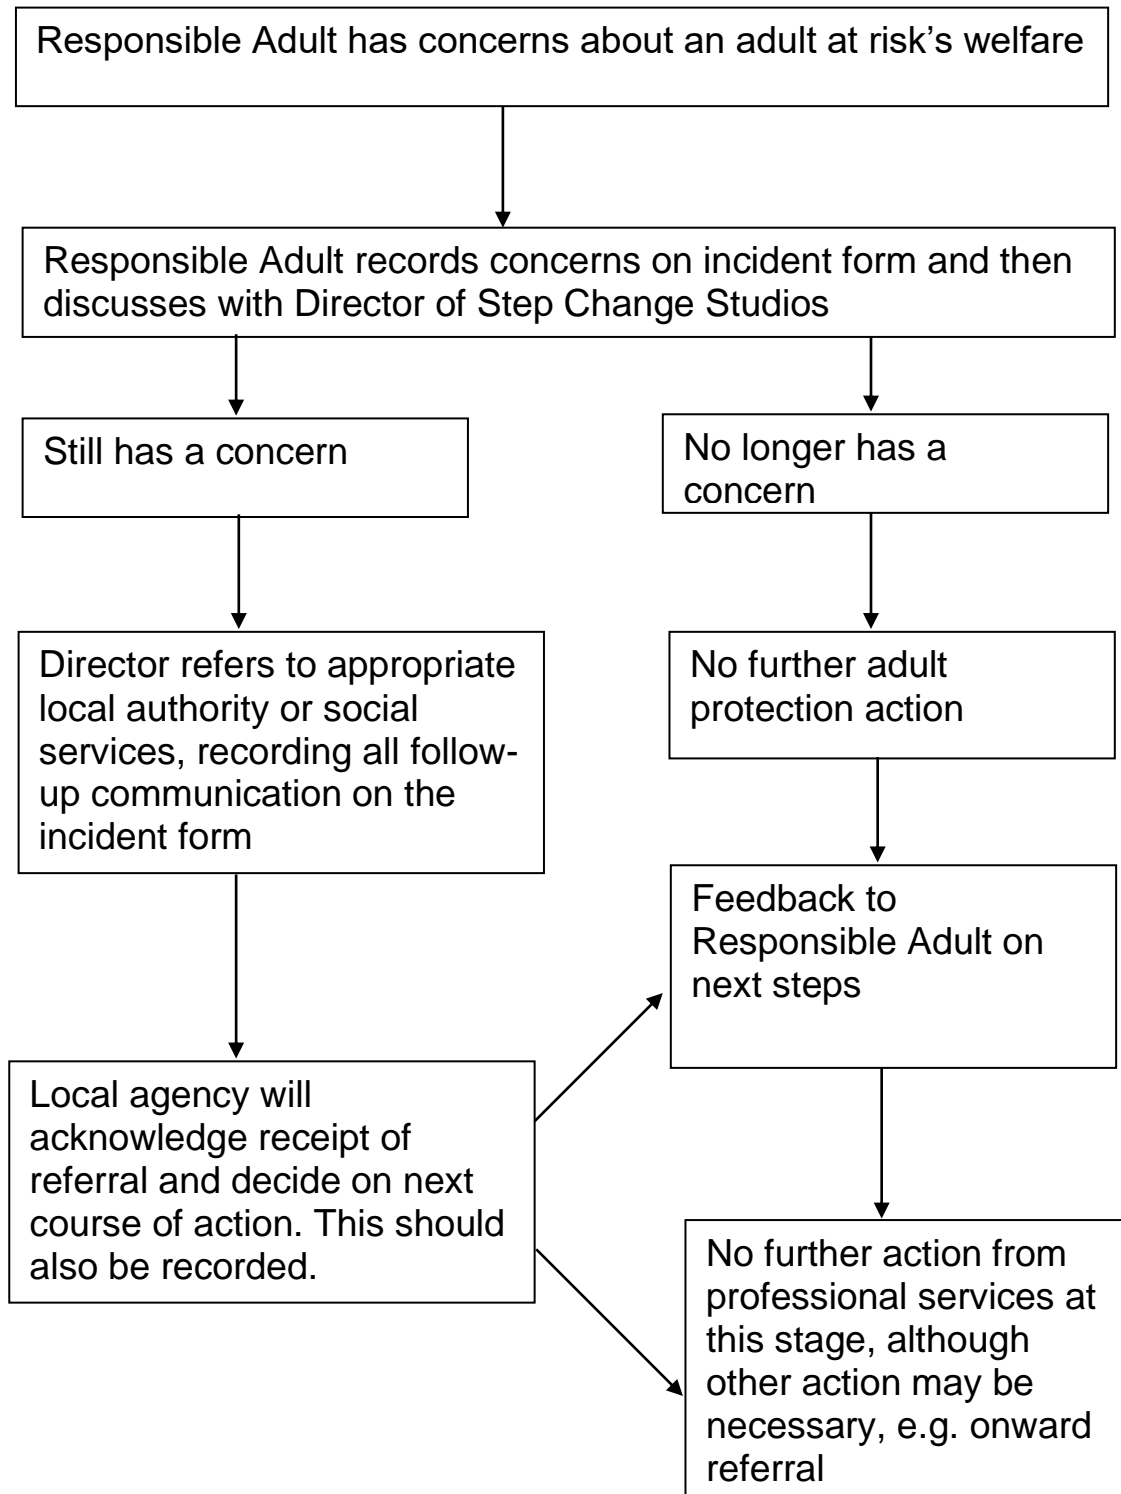 Responsible Adult has concerns about an adult at risk’s welfare
Responsible Adult records concerns on incident form and then
discusses with Director of Step Change Studios
Still has a concern
No longer has a
concern
Director refers to appropriate
local authority or social
services, recording all follow-
up communication on the
incident form
No further adult
protection action
Feedback to
Responsible Adult on
next steps
Local agency will
acknowledge receipt of
referral and decide on next
course of action. This should
also be recorded.
No further action from
professional services at
this stage, although
other action may be
necessary, e.g. onward
referral